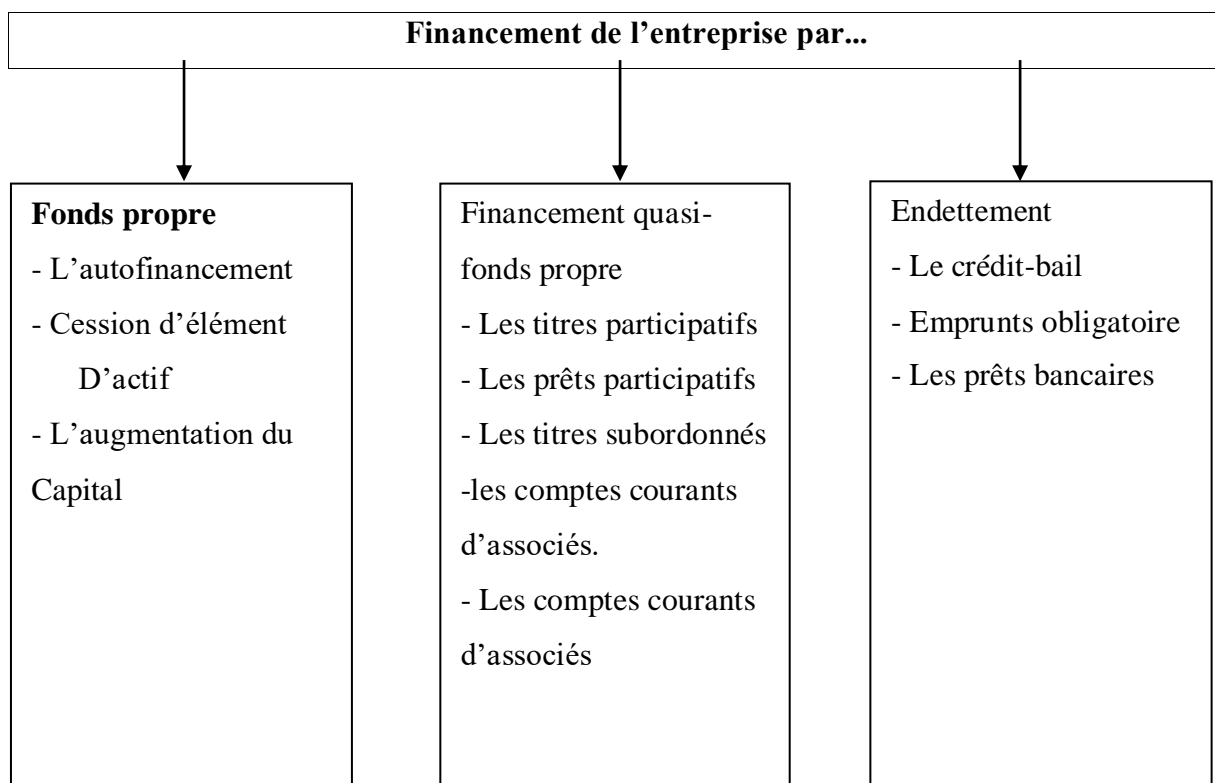 Financement de l’entreprise par...
Fonds propre
- L’autofinancement
- Cession d’élément
D’actif
- L’augmentation du
Capital
Financement quasi-
fonds propre
- Les titres participatifs
- Les prêts participatifs
- Les titres subordonnés
-les comptes courants
d’associés.
- Les comptes courants
d’associés
Endettement
- Le crédit-bail
- Emprunts obligatoire
- Les prêts bancaires